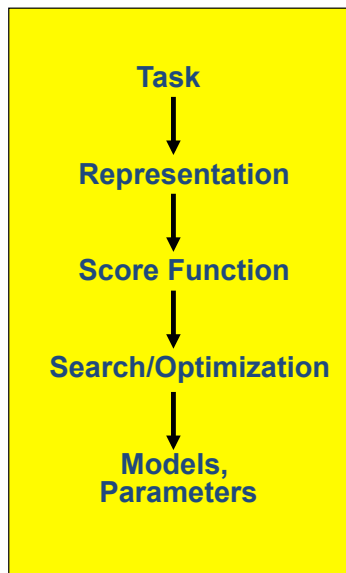 Task
Representation
Score Function
Search/Optimization
Models,
Parameters